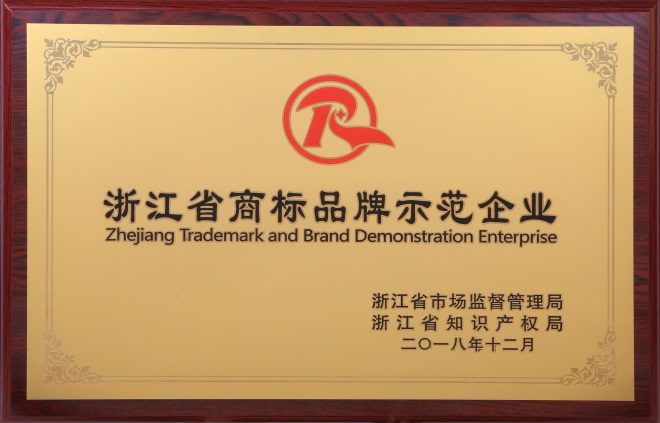 浙江省商标品牌示范企业
Zhejiang Trademark and Brand Demonstration Enterprise
浙江省市场监督管理局
浙江省知识产权局
二〇一八年十二月